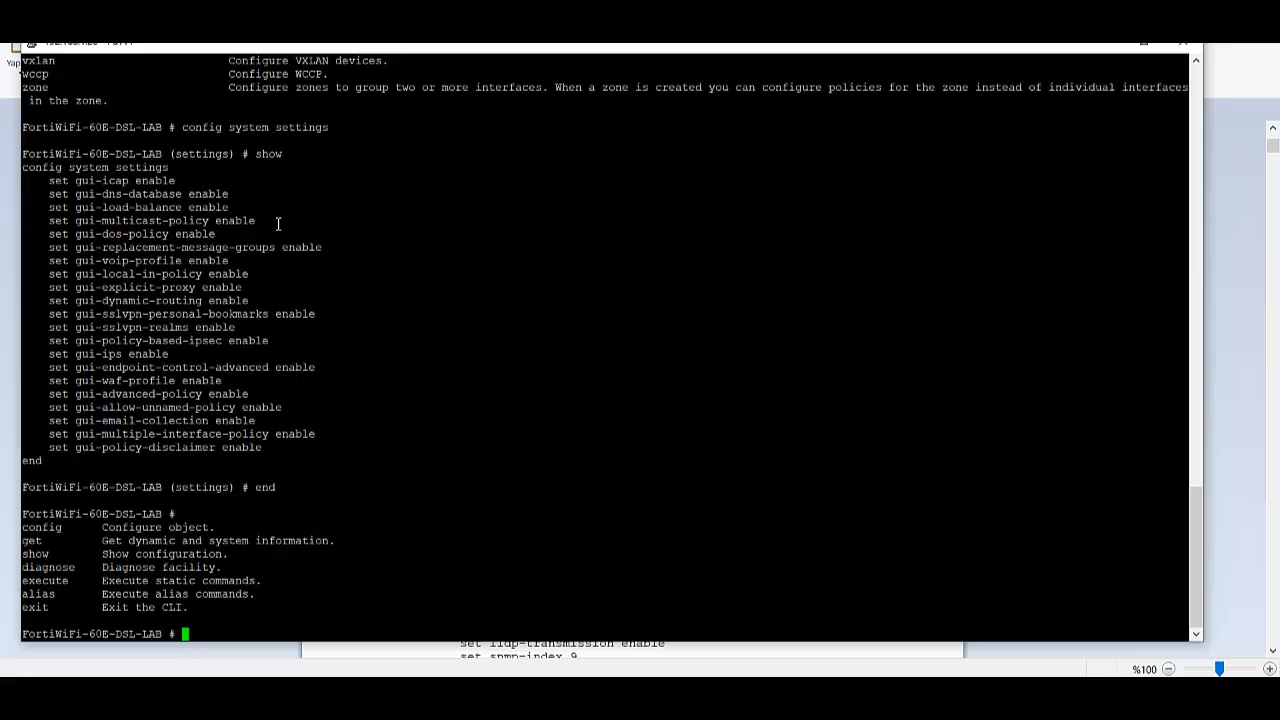 Yap
vxlan                         Configure VXLAN devices.
wccp                          Configure WCCP.
zone                          Configure zones to group two or more interfaces. When a zone is created you can configure policies for the zone instead of individual interfaces
 in the zone.
FortiWiFi-60E-DSL-LAB # config system settings
FortiWiFi-60E-DSL-LAB (settings) # show
config system settings
    set gui-icap enable
    set gui-dns-database enable
    set gui-load-balance enable
    set gui-multicast-policy enable
    set gui-dos-policy enable
    set gui-replacement-message-groups enable
    set gui-voip-profile enable
    set gui-local-in-policy enable
    set gui-explicit-proxy enable
    set gui-dynamic-routing enable
    set gui-sslvpn-personal-bookmarks enable
    set gui-sslvpn-realms enable
    set gui-policy-based-ipsec enable
    set gui-ips enable
    set gui-endpoint-control-advanced enable
    set gui-waf-profile enable
    set gui-advanced-policy enable
    set gui-allow-unnamed-policy enable
    set gui-email-collection enable
    set gui-multiple-interface-policy enable
    set gui-policy-disclaimer enable
end
FortiWiFi-60E-DSL-LAB (settings) # end
FortiWiFi-60E-DSL-LAB #
config      Configure object.
get         Get dynamic and system information.
show        Show configuration.
diagnose    Diagnose facility.
execute     Execute static commands.
alias       Execute alias commands.
exit        Exit the CLI.
FortiWiFi-60E-DSL-LAB #
set lldp-transmission enable
set snmp-index 9
%100